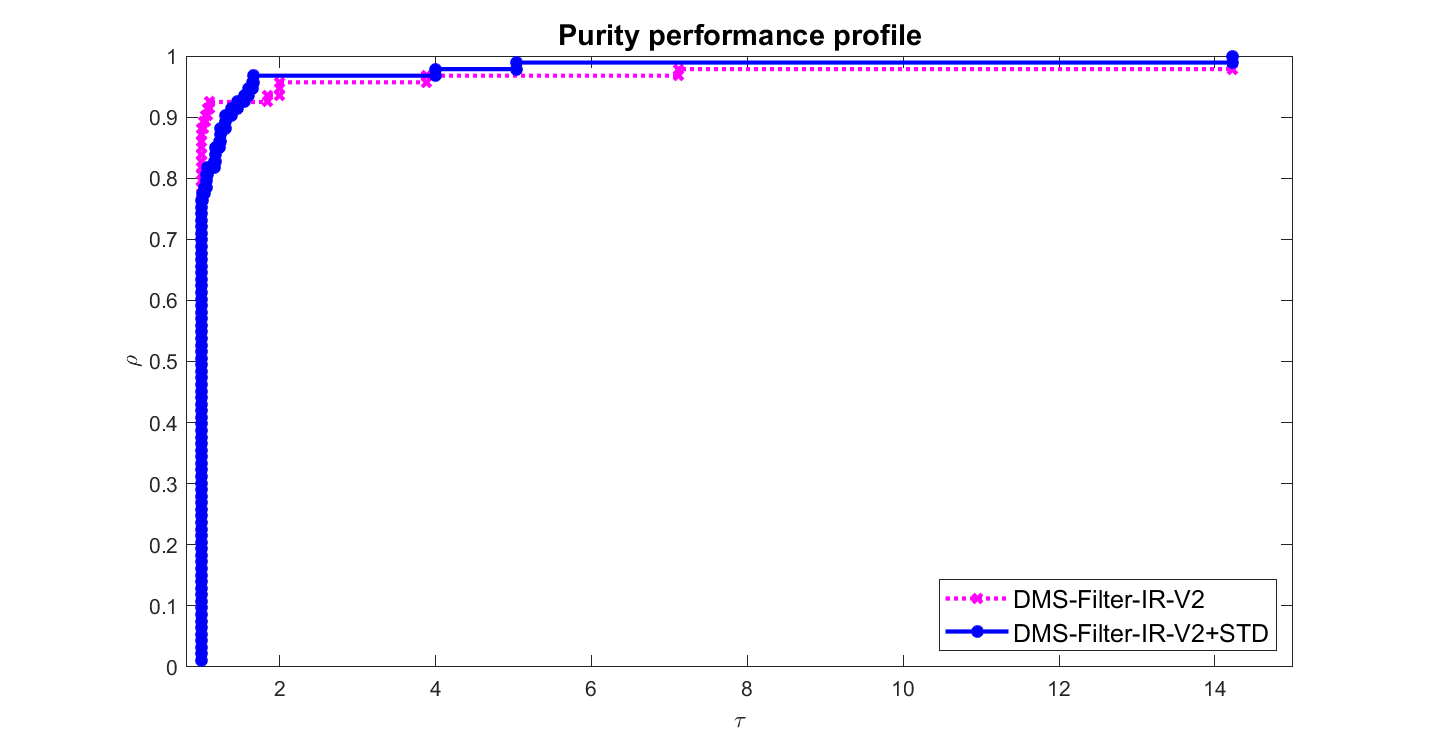 Purity performance profile
1
0.9
0.8
0.7
0.6
0.5
0.4
0.3
0.2
0.1
0
ρ
2 4 6 8 10 12 14
τ
DMS-Filter-IR-V2
DMS-Filter-IR-V2+STD